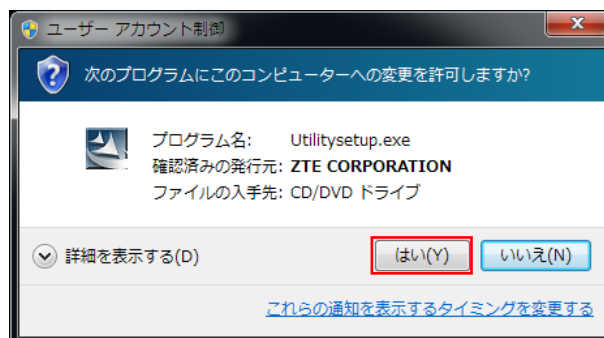 ユーザー アカウント制御
次のプログラムにこのコンピューターへの変更を許可しますか?
プログラム名: Utilitysetup.exe
確認済みの発行元: ZTE CORPORATION
ファイルの入手先: CD/DVD ドライブ
詳細を表示する(D) はい(Y) いいえ(N)
これらの通知を表示するタイミングを変更する